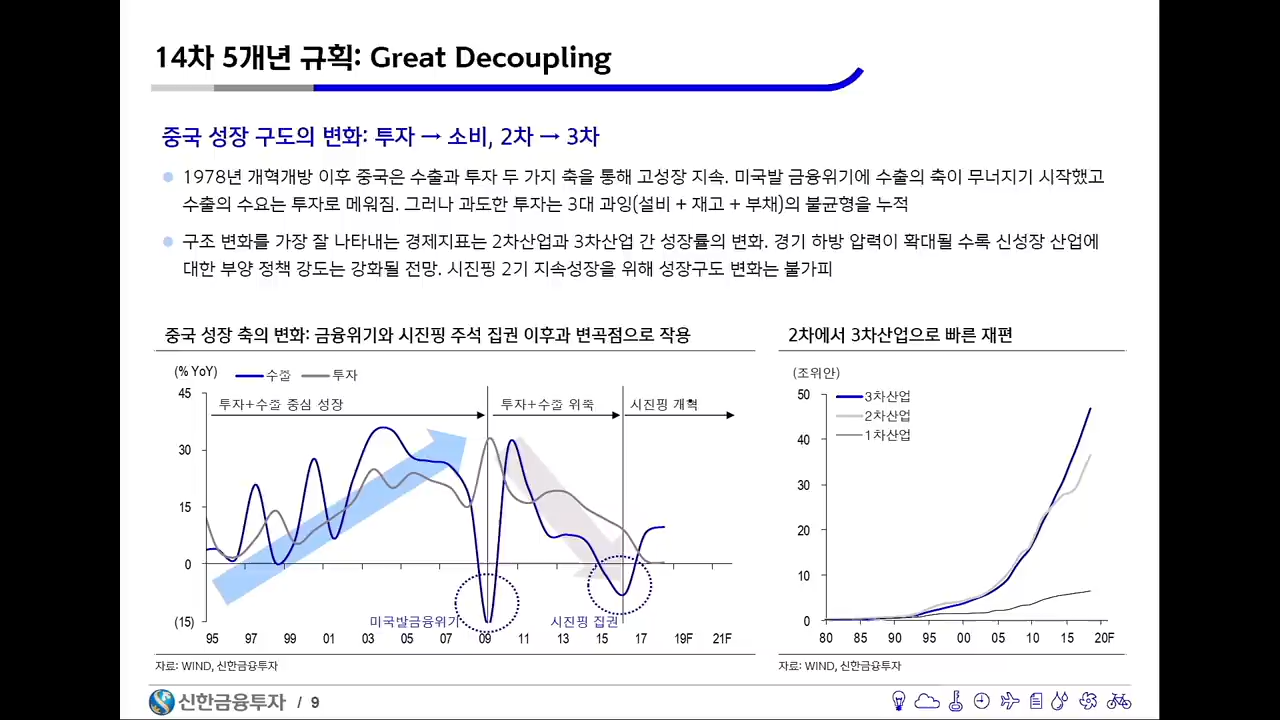 14차 5개년 규획: Great Decoupling
중국 성장 구도의 변화: 투자 → 소비, 2차 → 3차
1978년 개혁개방 이후 중국은 수출과 투자 두 가지 축을 통해 고성장 지속. 미국발 금융위기에 수출의 축이 무너지기 시작했고
수출의 수요는 투자로 메워짐. 그러나 과도한 투자는 3대 과잉(설비 + 재고 + 부채)의 불균형을 누적
구조 변화를 가장 잘 나타내는 경제지표는 2차산업과 3차산업 간 성장률의 변화. 경기 하방 압력이 확대될 수록 신성장 산업에
대한 부양 정책 강도는 강화될 전망. 시진핑 2기 지속성장을 위해 성장구도 변화는 불가피
중국 성장 축의 변화: 금융위기와 시진핑 주석 집권 이후과 변곡점으로 작용
(% YoY)
수출
투자
투자+수출 중심 성장
투자+수출 위축
시진핑 개혁
45
30
15
0
(15)
미국발금융위기
시진핑 집권
95 97 99 01 03 05 07 09 11 13 15 17 19F 21F
자료: WIND, 신한금융투자
2차에서 3차산업으로 빠른 재편
(조위안)
3차산업
2차산업
1차산업
50
40
30
20
10
0
80 85 90 95 00 05 10 15 20F
자료: WIND, 신한금융투자
신한금융투자 / 9